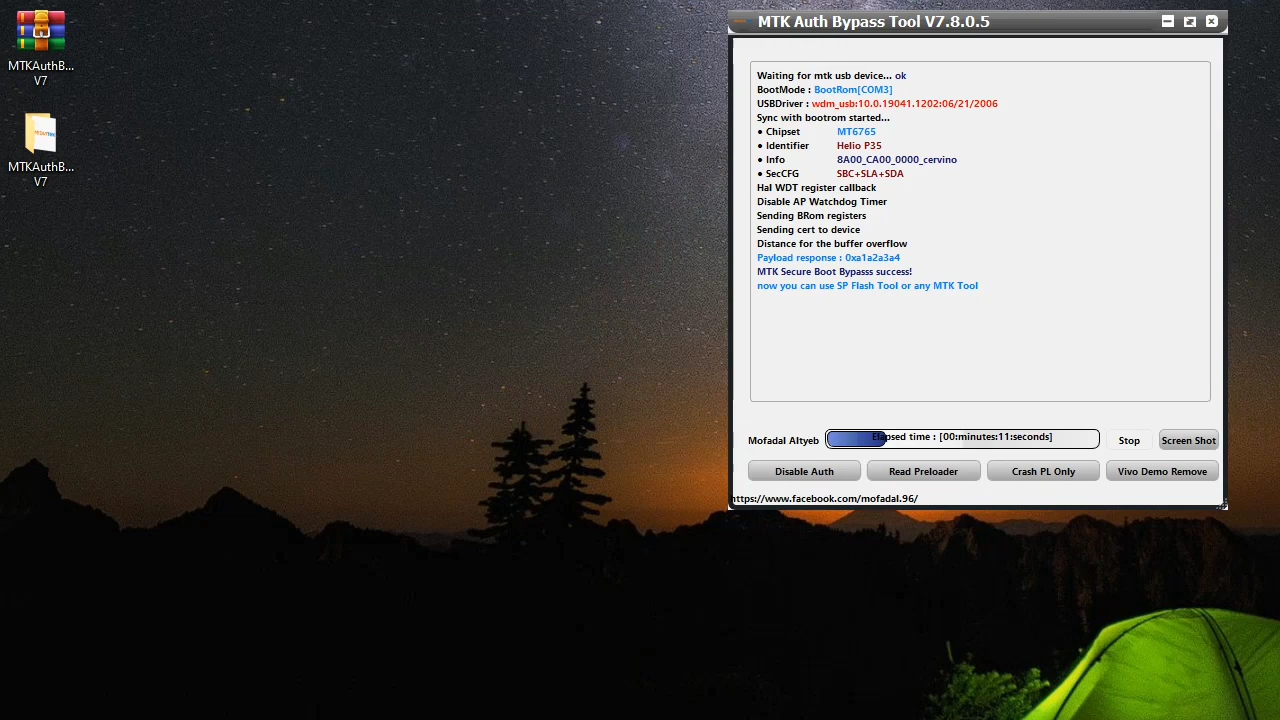 MTKAuthB...
V7
MTKAuthB...
V7
MTK Auth Bypass Tool V7.8.0.5
Waiting for mtk usb device... ok
BootMode : BootRom[COM3]
USBDriver : wdm_usb:10.0.19041.1202:06/21/2006
Sync with bootrom started...
• Chipset MT6765
• Identifier Helio P35
• Info 8A00_CA00_0000_cervino
• SecCFG SBC+SLA+SDA
Hal WDT register callback
Disable AP Watchdog Timer
Sending BRom registers
Sending cert to device
Distance for the buffer overflow
Payload response : 0xa1a2a3a4
MTK Secure Boot Bypasss success!
now you can use SP Flash Tool or any MTK Tool
Mofadal Altyeb Elapsed time : [00:minutes:11:seconds] Stop Screen Shot
Disable Auth Read Preloader Crash PL Only Vivo Demo Remove
https://www.facebook.com/mofadal.96/